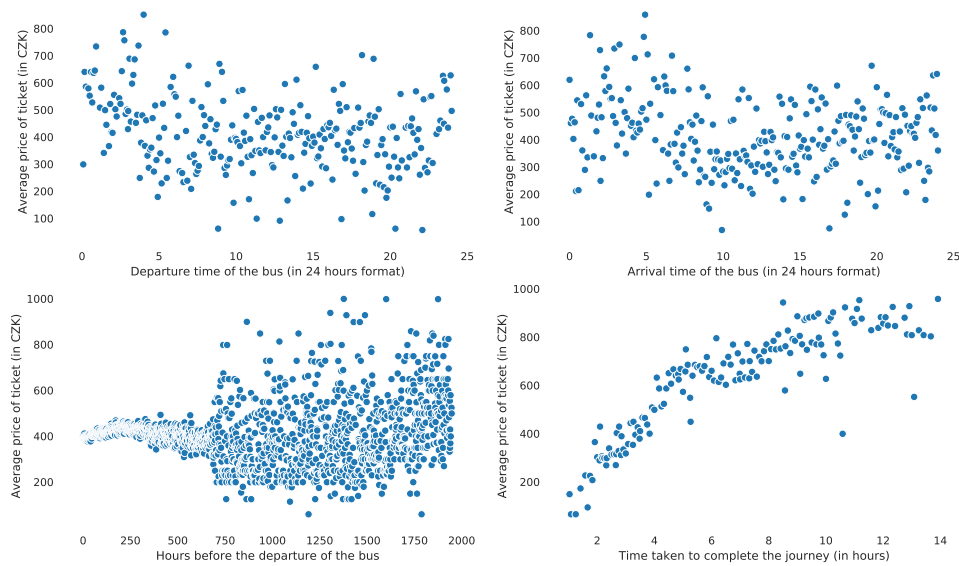 Average price of ticket (in CZK)
800
700
600
500
400
300
200
100
0 5 10 15 20 25
Departure time of the bus (in 24 hours format)
Average price of ticket (in CZK)
800
700
600
500
400
300
200
100
0 5 10 15 20 25
Arrival time of the bus (in 24 hours format)
Average price of ticket (in CZK)
1000
800
600
400
200
0 250 500 750 1000 1250 1500 1750 2000
Hours before the departure of the bus
Average price of ticket (in CZK)
1000
800
600
400
200
2 4 6 8 10 12 14
Time taken to complete the journey (in hours)